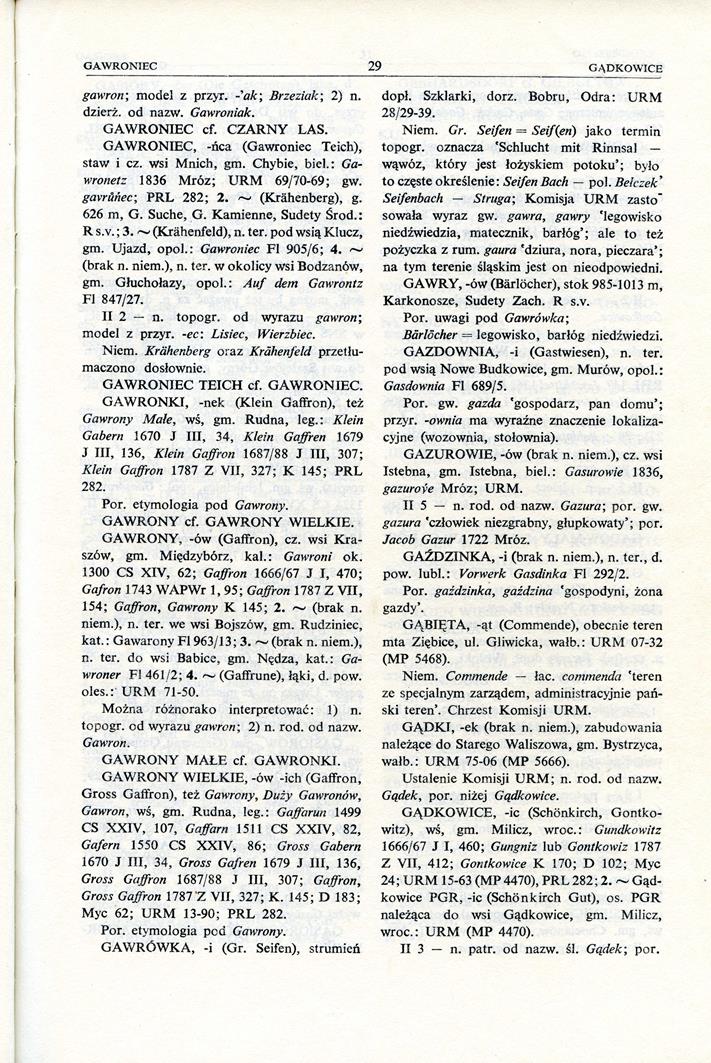 GAWRONIEC 29 GĄDKOWICE
gawron; model z przyr. -'ak; Brzeziak; 2) n.
dzierż. od nazw. Gawroniak.
GAWRONIEC cf. CZARNY LAS.
GAWRONIEC, -ńca (Gawroniec Teich),
staw i cz. wsi Mnich, gm. Chybie, biel.: Ga-
wronetz 1836 Mróz; URM 69/70-69; gw.
gavrůńec; PRL 282; 2. ~ (Krähenberg), g.
626 m, G. Suche, G. Kamienne, Sudety Środ.:
R s.v.; 3. ~ (Krähenfeld), n. ter. pod wsią Klucz,
gm. Ujazd, opol.: Gawroniec Fl 905/6; 4. ~
(brak n. niem.), n. ter. w okolicy wsi Bodzanów,
gm. Głuchołazy, opol.: Auf dem Gawrontz
Fl 847/27.
II 2 — n. topogr. od wyrazu gawron;
model z przyr. -ec: Lisiec, Wierzbiec.
Niem. Krähenberg oraz Krähenfeld przetłu-
maczono dosłownie.
GAWRONIEC TEICH cf. GAWRONIEC.
GAWRONKI, -nek (Klein Gaffron), też
Gawrony Małe, wś, gm. Rudna, leg.: Klein
Gabern 1670 J III, 34, Klein Gaffren 1679
J III, 136, Klein Gaffron 1687/88 J III, 307;
Klein Gaffron 1787 Z VII, 327; K 145; PRL
282.
Por. etymologia pod Gawrony.
GAWRONY cf. GAWRONY WIELKIE.
GAWRONY, -ów (Gaffron), cz. wsi Kra-
szów, gm. Międzybórz, kal.: Gawroni ok.
1300 CS XIV, 62; Gaffron 1666/67 J I, 470;
Gafron 1743 WAPWr 1, 95; Gaffron 1787 Z VII,
154; Gaffron, Gawrony K 145; 2. ~ (brak n.
niem.), n. ter. we wsi Bojszów, gm. Rudziniec,
kat.: Gawarony Fl 963/13; 3. ~ (brak n. niem.),
n. ter. do wsi Babice, gm. Nędza, kat.: Ga-
wroner Fl 461/2; 4. ~ (Gaffrune), łąki, d. pow.
oles.: URM 71-50.
Można różnorako interpretować: 1) n.
topogr. od wyrazu gawron; 2) n. rod. od nazw.
Gawron.
GAWRONY MAŁE cf. GAWRONKI.
GAWRONY WIELKIE, -ów -ich (Gaffron,
Gross Gaffron), też Gawrony, Duży Gawronów,
Gawron, wś, gm. Rudna, leg.: Gaffarun 1499
CS XXIV, 107, Gaffarn 1511 CS XXIV, 82,
Gafern 1550 CS XXIV, 86; Gross Gabern
1670 J III, 34, Gross Gafren 1679 J III, 136,
Gross Gaffron 1687/88 J III, 307; Gaffron,
Gross Gaffron 1787 Z VII, 327; K. 145; D 183;
Myc 62; URM 13-90; PRL 282.
Por. etymologia pod Gawrony.
GAWRÓWKA, -i (Gr. Seifen), strumień
dopł. Szklarki, dorz. Bobru, Odra: URM
28/29-39.
Niem. Gr. Seifen = Seif(en) jako termin
topogr. oznacza 'Schlucht mit Rinnsal —
wąwóz, który jest łożyskiem potoku'; było
to częste określenie: Seifen Bach — pol. Bełczek'
Seifenbach — Struga; Komisja URM zasto-
sowała wyraz gw. gawra, gawry 'legowisko
niedźwiedzia, matecznik, barłóg'; ale to też
pożyczka z rum. gaura 'dziura, nora, pieczara';
na tym terenie śląskim jest on nieodpowiedni.
GAWRY, -ów (Bärlöcher), stok 985-1013 m,
Karkonosze, Sudety Zach. R s.v.
Por. uwagi pod Gawrówka;
Bärlöcher = legowisko, barłóg niedźwiedzi.
GAZDOWNIA, -i (Gastwiesen), n. ter.
pod wsią Nowe Budkowice, gm. Murów, opol.:
Gasdownia Fl 689/5.
Por. gw. gazda 'gospodarz, pan domu';
przyr. -ownia ma wyraźne znaczenie lokaliza-
cyjne (wozownia, stołownia).
GAZUROWIE, -ów (brak n. niem.), cz. wsi
Istebna, gm. Istebna, biel.: Gasurowie 1836,
gazuroýe Mróz; URM.
II 5 — n. rod. od nazw. Gazura; por. gw.
gazura 'człowiek niezgrabny, głupkowaty'; por.
Jacob Gazur 1722 Mróz.
GAŹDZINKA, -i (brak n. niem.), n. ter., d.
pow. lubl.: Vorwerk Gasdinka Fl 292/2.
Por. gaździnka, gaździna 'gospodyni, żona
gazdy'.
GĄBIĘTA, -ąt (Commende), obecnie teren
mta Ziębice, ul. Gliwicka, wałb.: URM 07-32
(MP 5468).
Niem. Commende — łac. commenda 'teren
ze specjalnym zarządem, administracyjnie pań-
ski teren'. Chrzest Komisji URM.
GĄDKI, -ek (brak n. niem.), zabudowania
należące do Starego Waliszowa, gm. Bystrzyca,
wałb.: URM 75-06 (MP 5666).
Ustalenie Komisji URM; n. rod. od nazw.
Gądek, por. niżej Gądkowice.
GĄDKOWICE, -ic (Schönkirch, Gontko-
witz), wś, gm. Milicz, wroc.: Gundkowitz
1666/67 J I, 460; Gungniz lub Gontkowiz 1787
Z VII, 412; Gontkowice K 170; D 102; Myc
24; URM 15-63 (MP 4470), PRL 282; 2. ~ Gąd-
kowice PGR, -ic (Schönkirch Gut), os. PGR
należąca do wsi Gądkowice, gm. Milicz,
wroc.: URM (MP 4470).
II 3 — n. patr. od nazw. śl. Gądek; por.